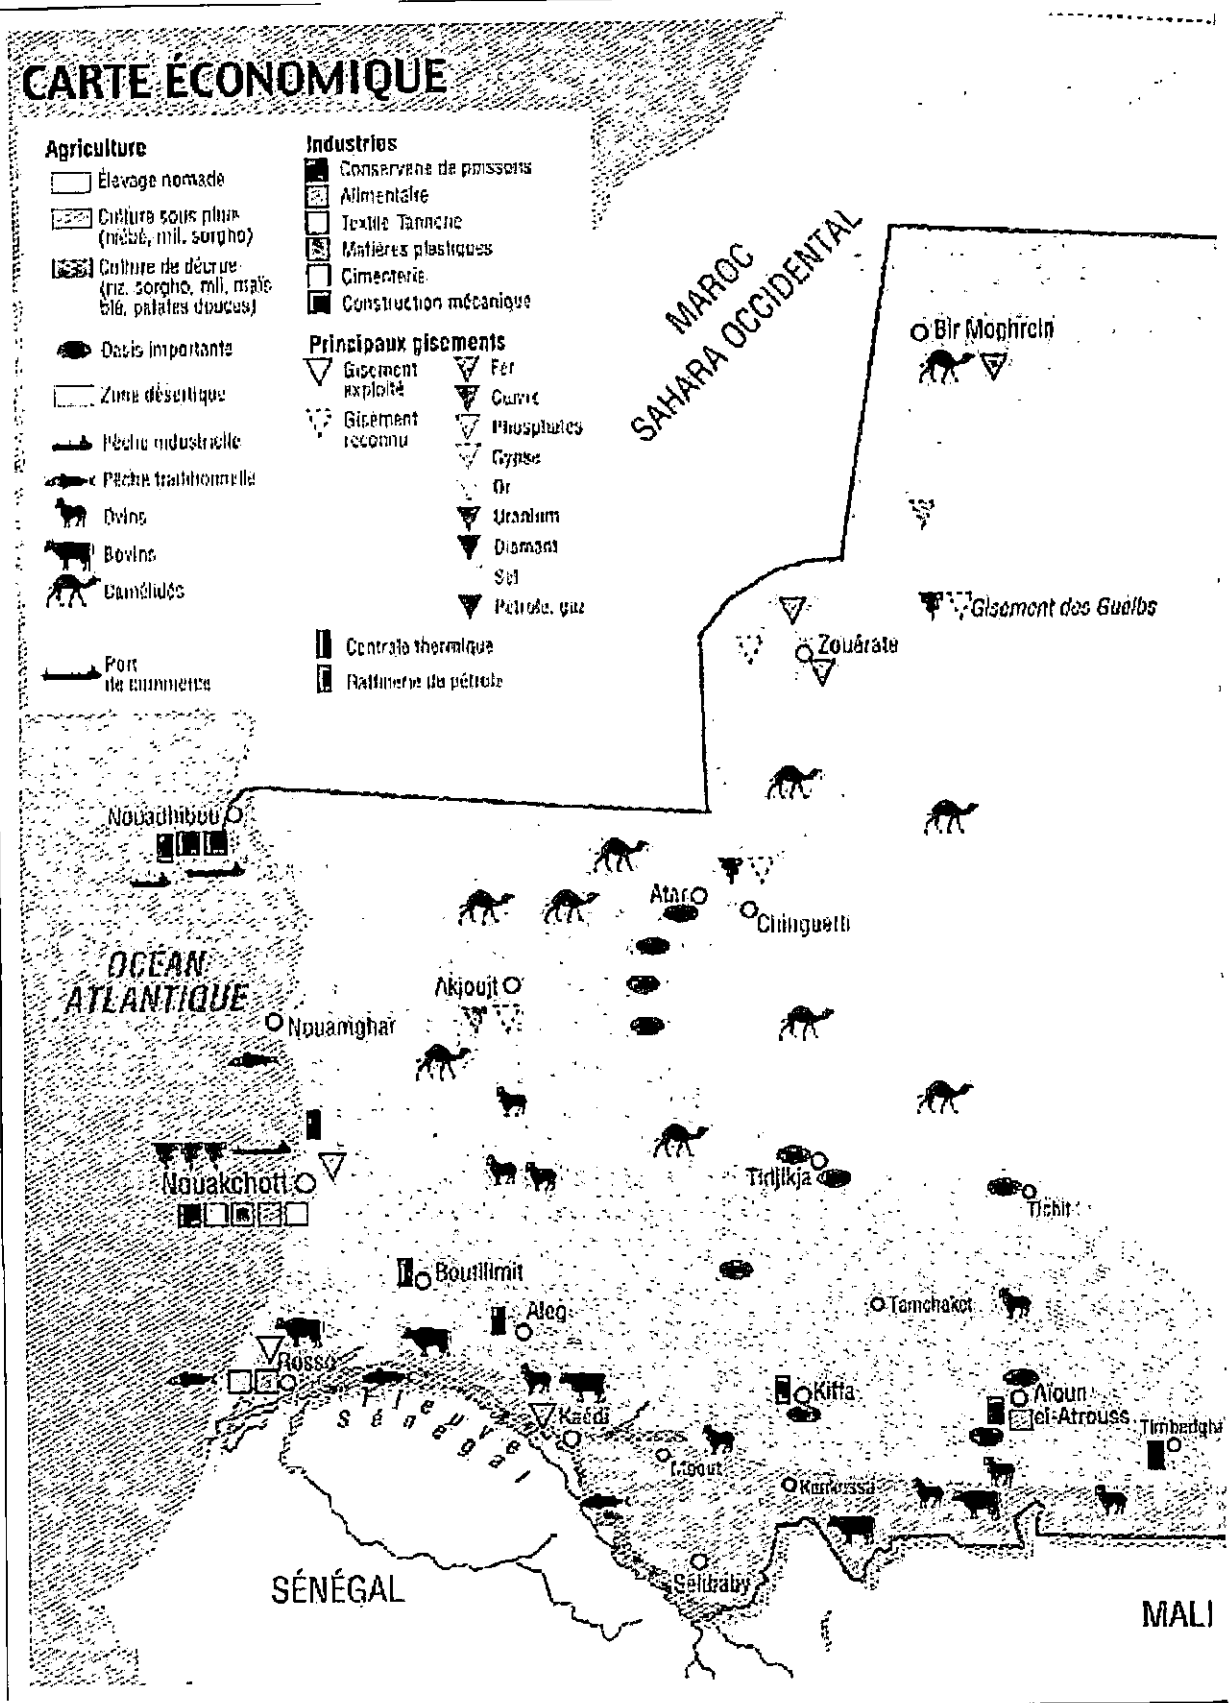 CARTE ÉCONOMIQUE
Agriculture
Élevage nomade
Culture sous pluie
(niébé, mil, sorgho)
Culture de décrue
(riz, sorgho, mil, maïs
blé, patates douces)
Oasis importante
Zone désertique
Pêche industrielle
Pêche traditionnelle
Ovins
Bovins
Camélidés
Port
de commerce
Industries
Conserverie de poissons
Alimentaire
Textile Tannerie
Matières plastiques
Cimenterie
Construction mécanique
Principaux gisements
Gisement
exploité
Gisement
reconnu
Fer
Cuivre
Phosphates
Gypse
Or
Uranium
Diamant
Sel
Pétrole, gaz
Centrale thermique
Raffinerie de pétrole
MAROC
SAHARA OCCIDENTAL
Bir Moghrein
Gisement des Guelbs
Zouérate
Nouadhibou
Atar
Chinguetti
OCÉAN
ATLANTIQUE
Akjoujt
Nouamghar
Nouakchott
Tidjikja
Tichit
Boutilimit
Aleg
Tamchaket
Rosso
Fleuve
Sénégal
Kaédi
Kiffa
Aïoun
el-Atrouss
Timbedgha
Mbout
Kankossa
Sélibaby
SÉNÉGAL
MALI